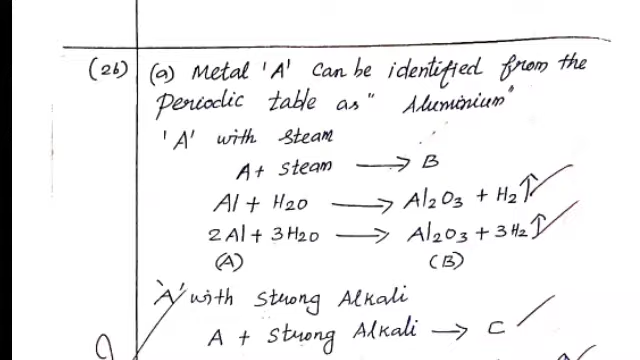 (26) (a) Metal 'A' can be identified from the
periodic table as "Aluminium"
'A' with steam
A + steam → B
Al + H2O → Al2O3 + H2↑
2Al + 3H2O → Al2O3 + 3H2↑
(A) (B)
'A' with strong Alkali
A + strong Alkali → C